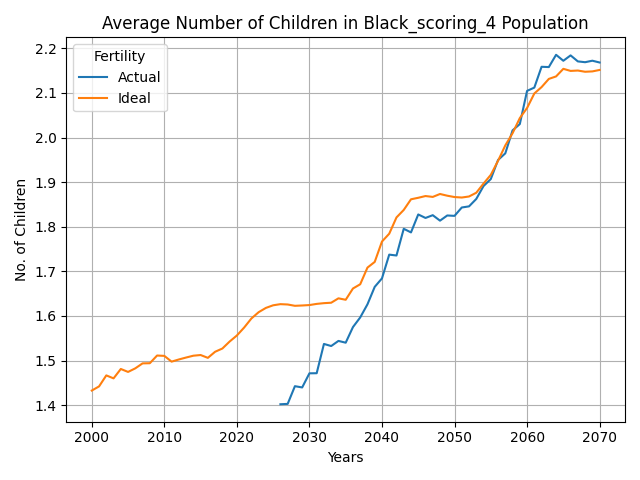 Average Number of Children in Black_scoring_4 Population
Fertility
Actual
Ideal
2.2
2.1
2.0
1.9
1.8
1.7
1.6
1.5
1.4
No. of Children
2000 2010 2020 2030 2040 2050 2060 2070
Years